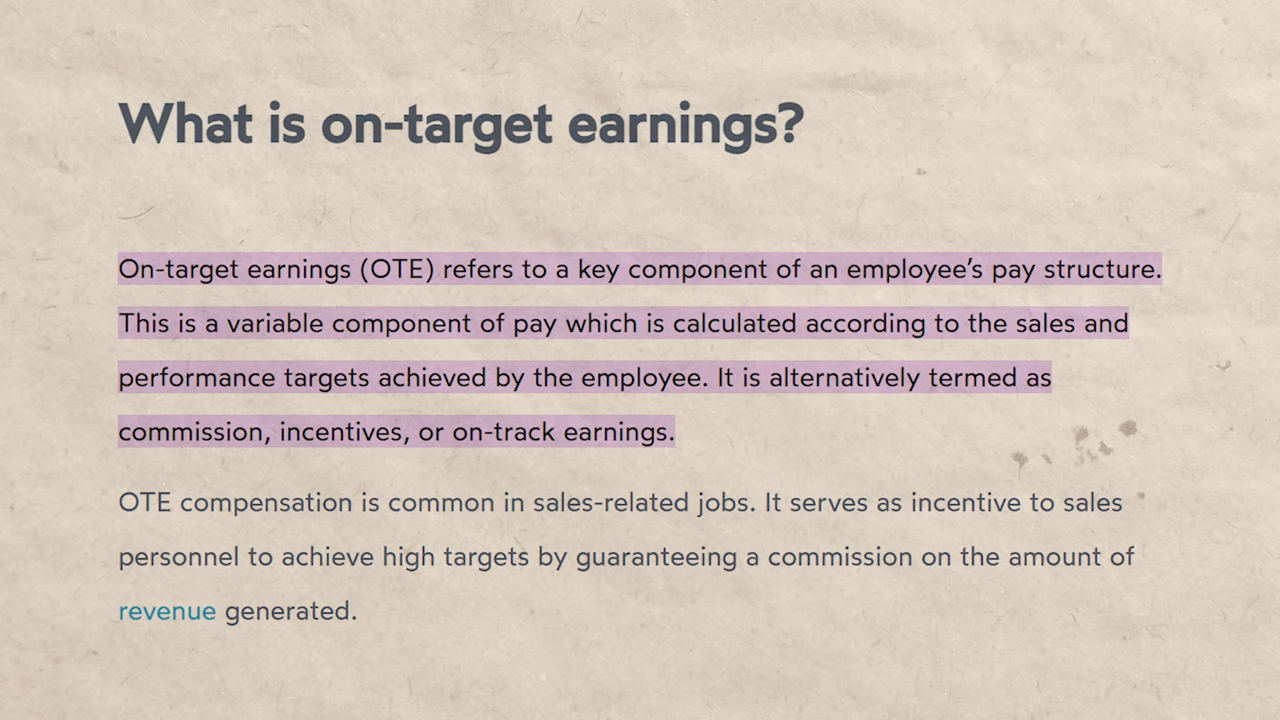 What is on-target earnings?
On-target earnings (OTE) refers to a key component of an employee’s pay structure.
This is a variable component of pay which is calculated according to the sales and
performance targets achieved by the employee. It is alternatively termed as
commission, incentives, or on-track earnings.
OTE compensation is common in sales-related jobs. It serves as incentive to sales
personnel to achieve high targets by guaranteeing a commission on the amount of
revenue generated.